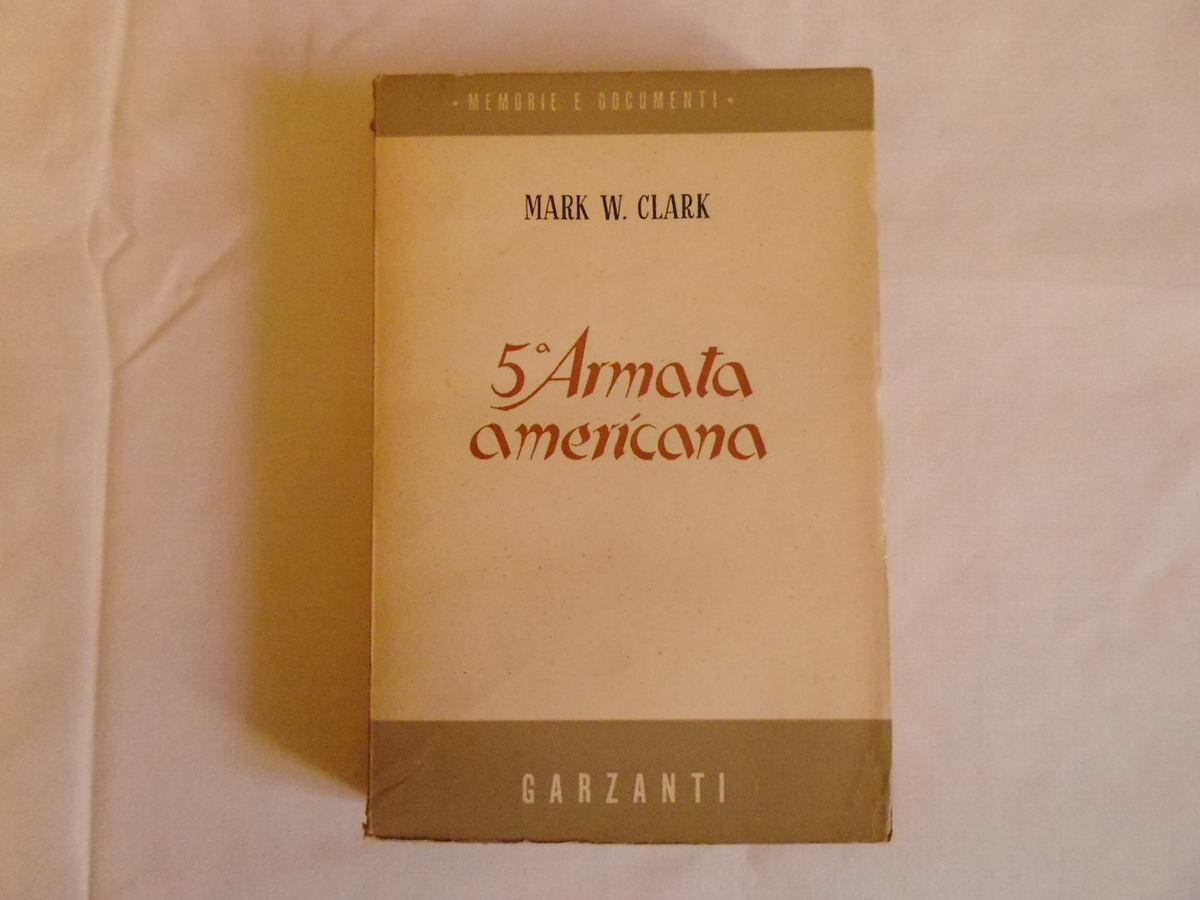 • MEMORIE E DOCUMENTI •
MARK W. CLARK
5ª Armata
americana
GARZANTI